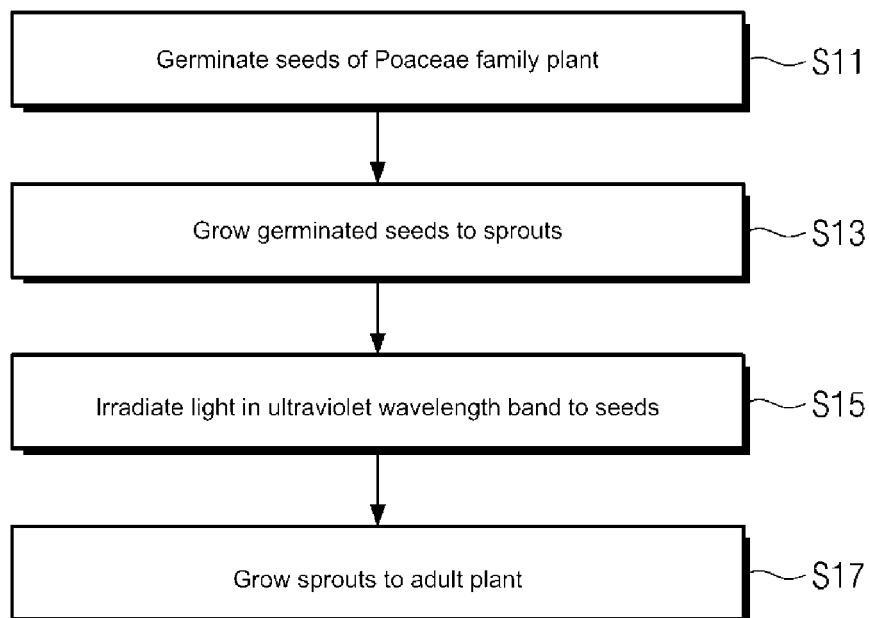 Germinate seeds of Poaceae family plant S11
Grow germinated seeds to sprouts S13
Irradiate light in ultraviolet wavelength band to seeds S15
Grow sprouts to adult plant S17